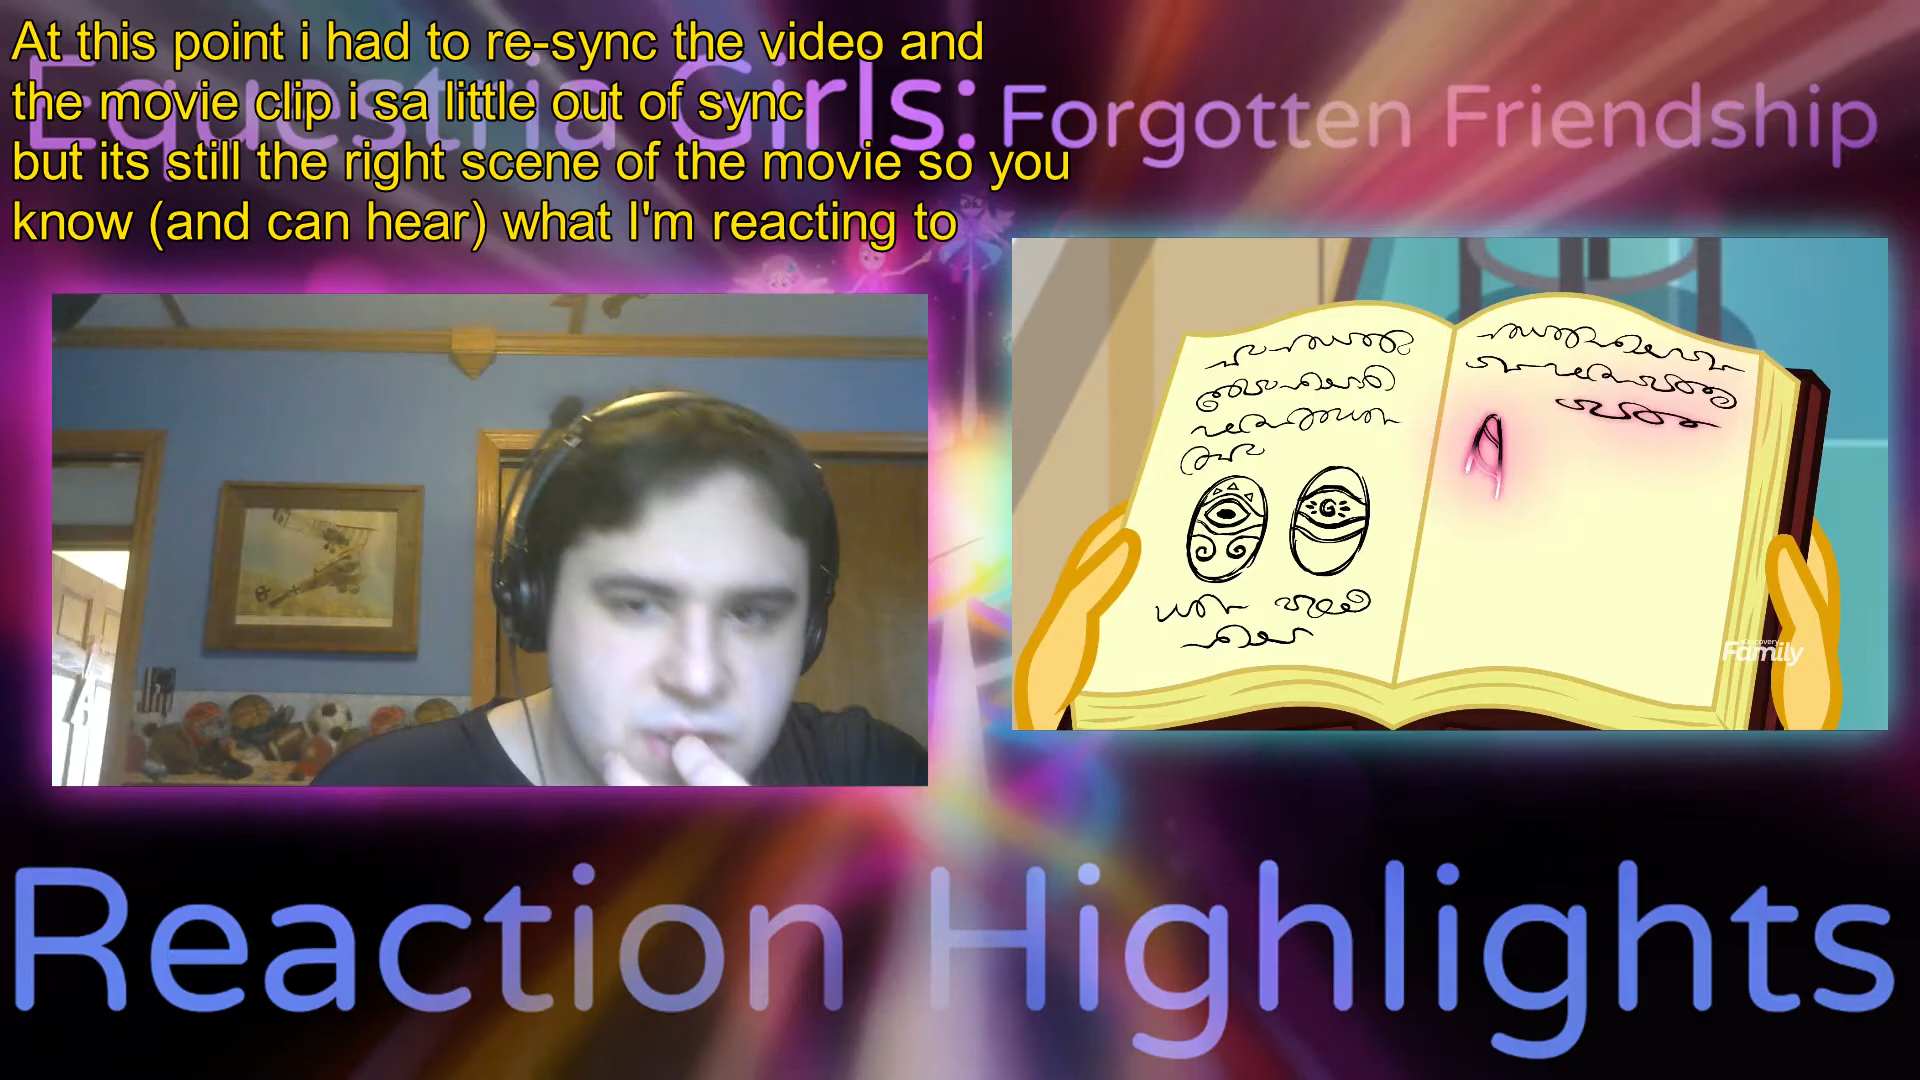 At this point i had to re-sync the video and
the movie clip i sa little out of sync
but its still the right scene of the movie so you
know (and can hear) what I'm reacting to
Equestria Girls: Forgotten Friendship
A
Discovery
Family
Reaction Highlights